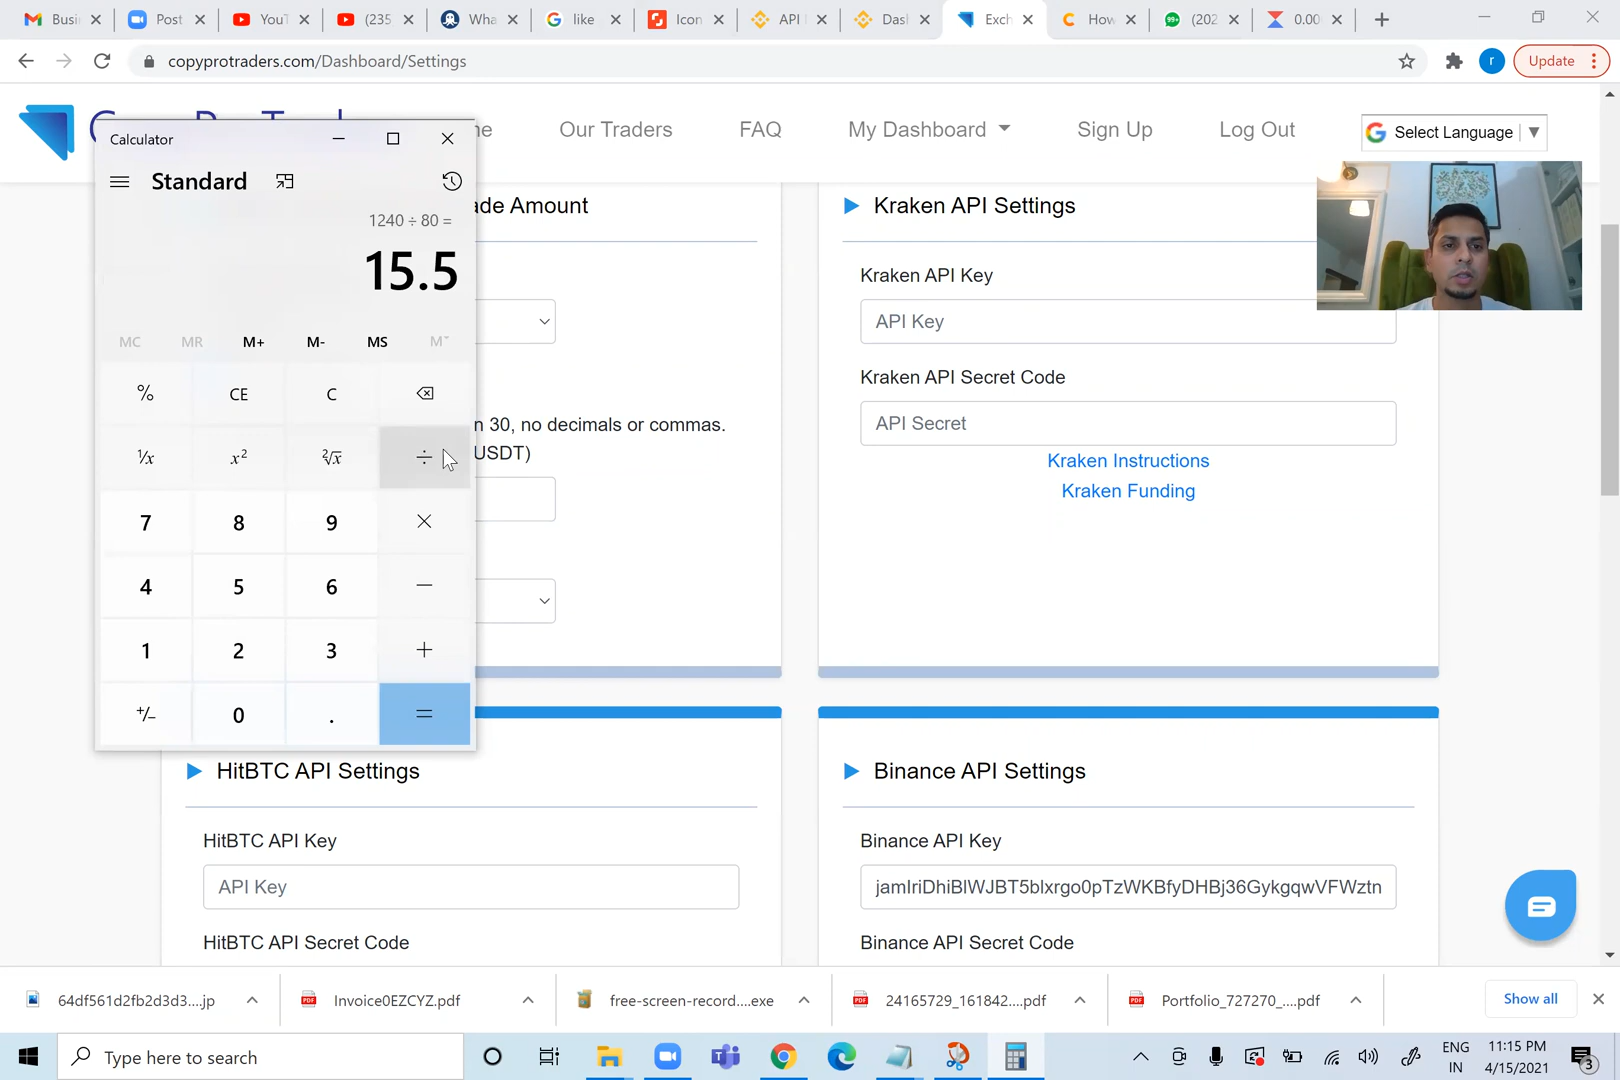 Busi
Post
YouT
(235
Wha
like
Icon
API
Dasl
Exch
How
99+
(202
0.00
copyprotraders.com/Dashboard/Settings
r
Update
Our Traders
FAQ
My Dashboard
Sign Up
Log Out
G
Select Language
Calculator
Standard
1240 ÷ 80 =
15.5
MC MR M+ M- MS M˅
% CE C
¹/x x² ²√x ÷
7 8 9 ×
4 5 6 −
1 2 3 +
+/− 0 . =
ade Amount
n 30, no decimals or commas.
USDT)
Kraken API Settings
Kraken API Key
API Key
Kraken API Secret Code
API Secret
Kraken Instructions
Kraken Funding
HitBTC API Settings
HitBTC API Key
API Key
HitBTC API Secret Code
Binance API Settings
Binance API Key
Binance API Secret Code
64df561d2fb2d3d3....jp
Invoice0EZCYZ.pdf
free-screen-record....exe
24165729_161842....pdf
Portfolio_727270_....pdf
Show all
Type here to search
ENG
IN
11:15 PM
4/15/2021
3